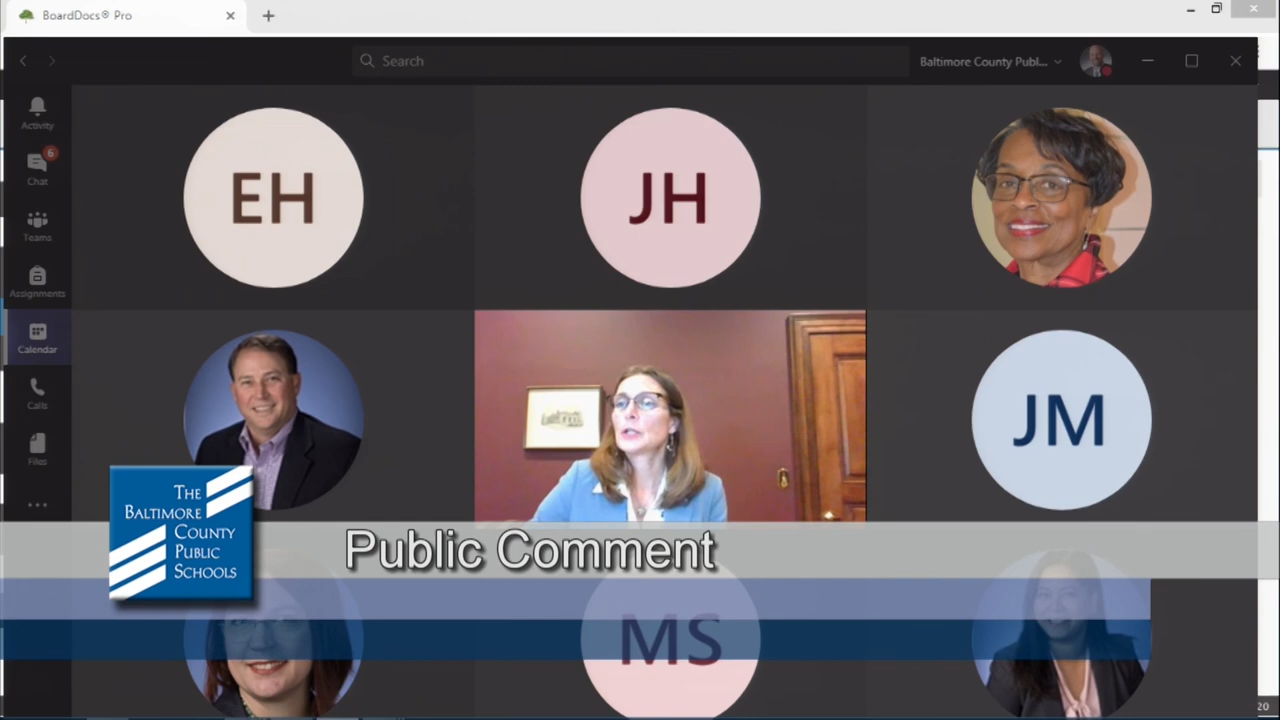 BoardDocs® Pro
Search
Baltimore County Publ...
Activity
6
Chat
Teams
Assignments
Calendar
Calls
Files
EH
JH
JM
THE
BALTIMORE
COUNTY
PUBLIC
SCHOOLS
Public Comment
MS
20